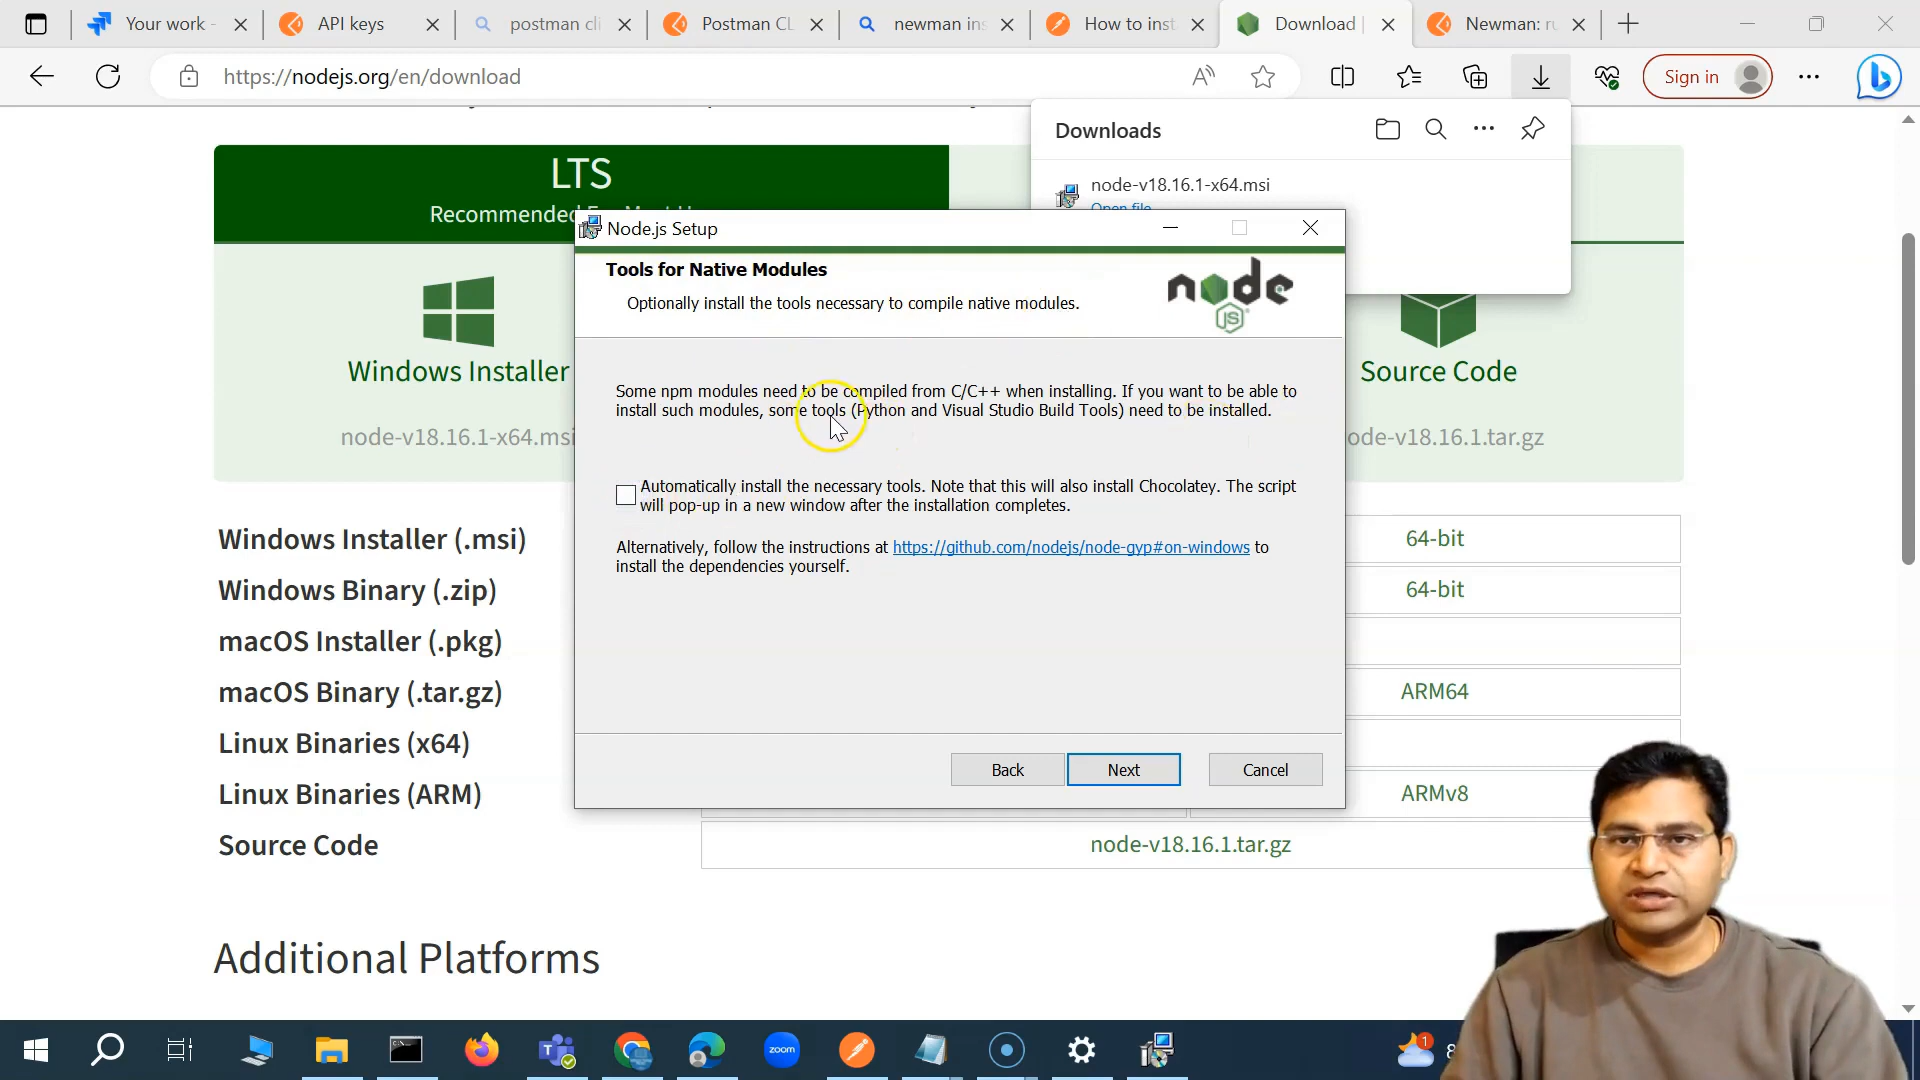 Your work -
API keys
postman cli
Postman CL
newman ins
How to inst
Download |
Newman: ru
https://nodejs.org/en/download
Sign in
Downloads
node-v18.16.1-x64.msi
Open file
LTS
Recommended For Most U
Windows Installer
node-v18.16.1-x64.msi
Source Code
ode-v18.16.1.tar.gz
Node.js Setup
Tools for Native Modules
Optionally install the tools necessary to compile native modules.
node
JS
Some npm modules need to be compiled from C/C++ when installing. If you want to be able to
install such modules, some tools (Python and Visual Studio Build Tools) need to be installed.
Automatically install the necessary tools. Note that this will also install Chocolatey. The script
will pop-up in a new window after the installation completes.
Alternatively, follow the instructions at https://github.com/nodejs/node-gyp#on-windows to
install the dependencies yourself.
Back
Next
Cancel
Windows Installer (.msi)
64-bit
Windows Binary (.zip)
64-bit
macOS Installer (.pkg)
macOS Binary (.tar.gz)
ARM64
Linux Binaries (x64)
Linux Binaries (ARM)
ARMv8
Source Code
node-v18.16.1.tar.gz
Additional Platforms
zoom
1